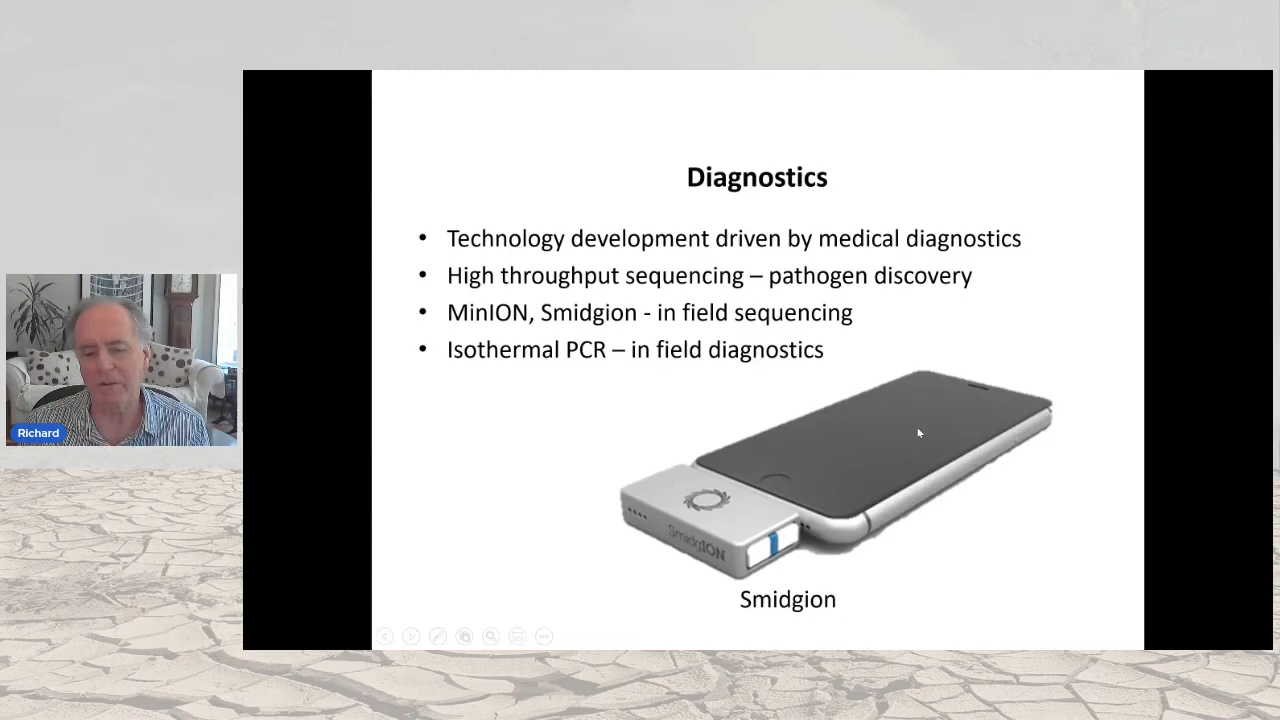 Diagnostics
• Technology development driven by medical diagnostics
• High throughput sequencing – pathogen discovery
• MinION, Smidgion - in field sequencing
• Isothermal PCR – in field diagnostics
SmidgION
Smidgion
Richard